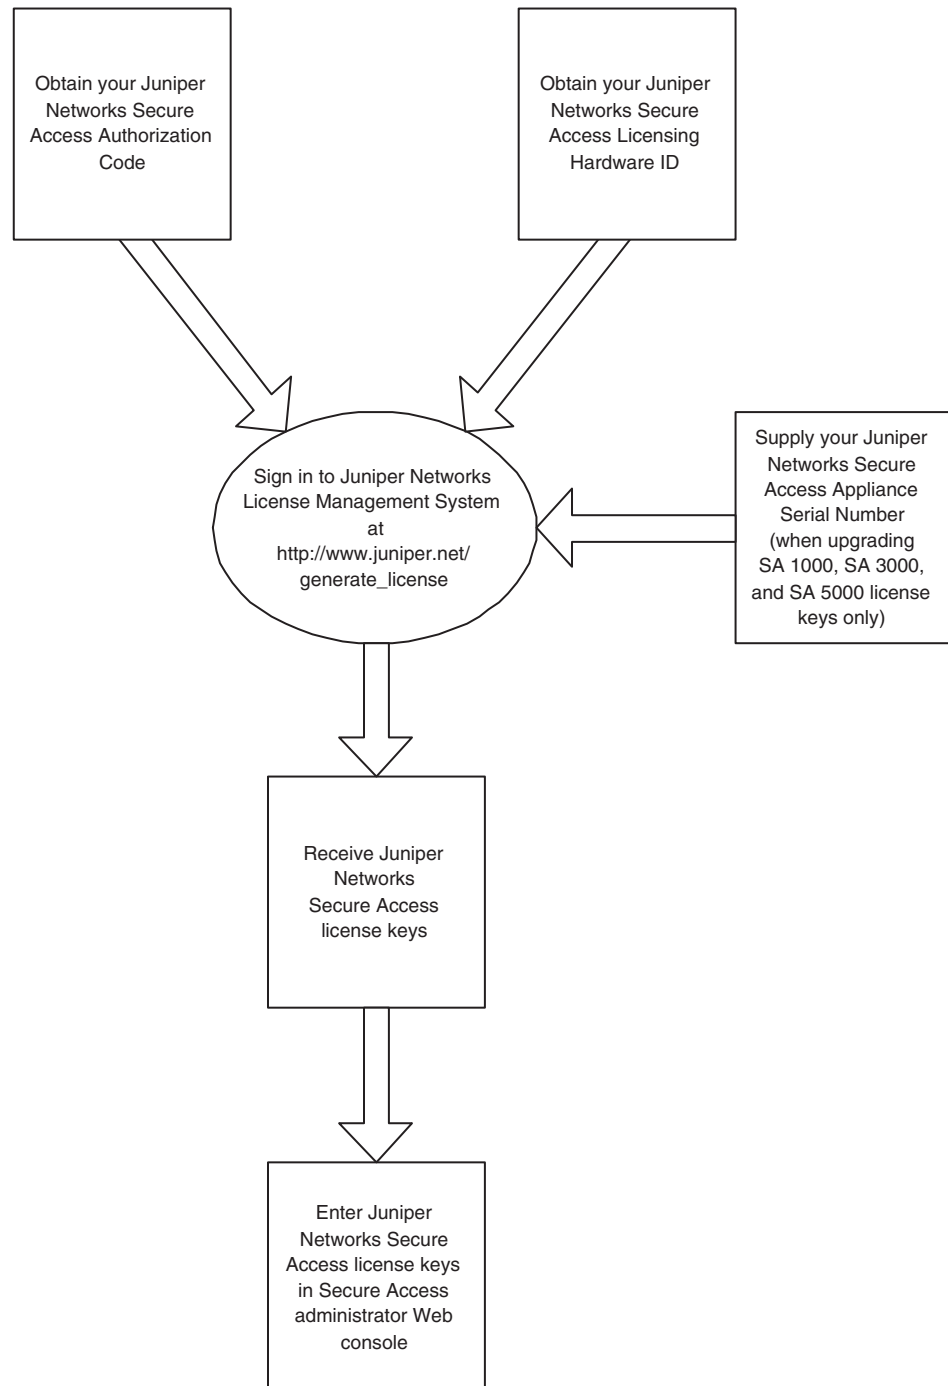 Obtain your Juniper
Networks Secure
Access Authorization
Code
Obtain your Juniper
Networks Secure
Access Licensing
Hardware ID
Sign in to Juniper Networks
License Management System
at
http://www.juniper.net/
generate_license
Supply your Juniper
Networks Secure
Access Appliance
Serial Number
(when upgrading
SA 1000, SA 3000,
and SA 5000 license
keys only)
Receive Juniper
Networks
Secure Access
license keys
Enter Juniper
Networks Secure
Access license keys
in Secure Access
administrator Web
console